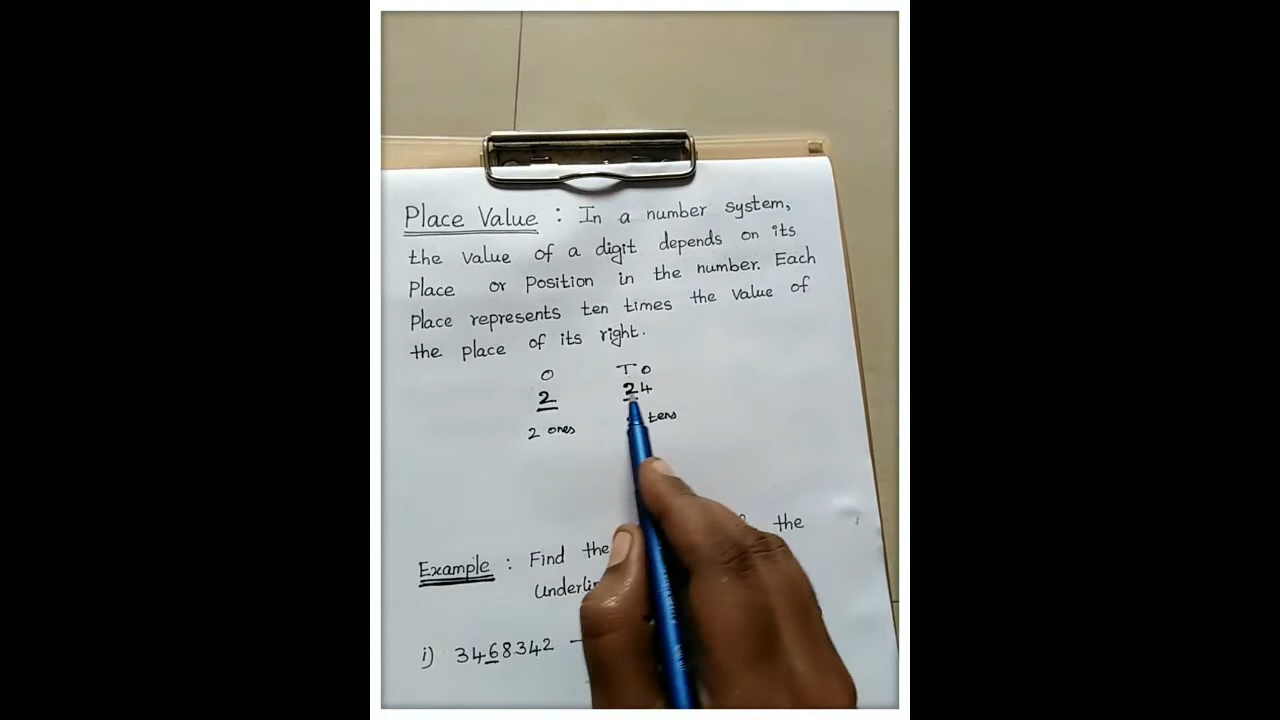 Place Value : In a number system,
the value of a digit depends on its
Place or Position in the number. Each
Place represents ten times the value of
the place of its right.
O TO
2 24
2 ones tens
Example : Find the the
i) 3468342